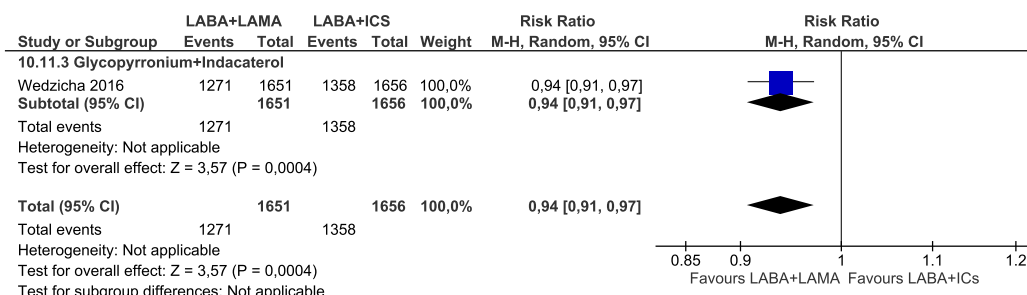 LABA+LAMA LABA+ICS Risk Ratio Risk Ratio
Study or Subgroup Events Total Events Total Weight M-H, Random, 95% CI M-H, Random, 95% CI
10.11.3 Glycopyrronium+Indacaterol
Wedzicha 2016 1271 1651 1358 1656 100,0% 0,94 [0,91, 0,97]
Subtotal (95% CI) 1651 1656 100,0% 0,94 [0,91, 0,97]
Total events 1271 1358
Heterogeneity: Not applicable
Test for overall effect: Z = 3,57 (P = 0,0004)
Total (95% CI) 1651 1656 100,0% 0,94 [0,91, 0,97]
Total events 1271 1358
Heterogeneity: Not applicable
Test for overall effect: Z = 3,57 (P = 0,0004)
Test for subgroup differences: Not applicable
0.85 0.9 1 1.1 1.2
Favours LABA+LAMA Favours LABA+ICs